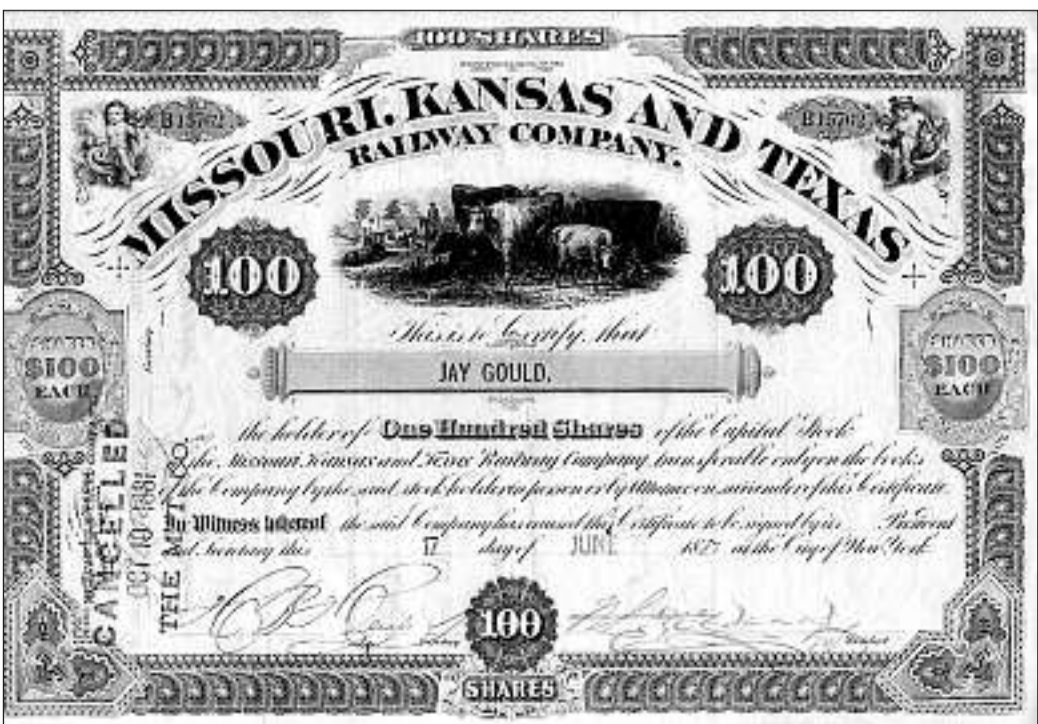 100 SHARES
MISSOURI, KANSAS AND TEXAS
RAILWAY COMPANY.
B15762
B15762
100
100
This is to Certify that
JAY GOULD.
SHARES
$100
EACH
SHARES
$100
EACH
the holder of One Hundred Shares of the Capital Stock
of the Missouri, Kansas and Texas Railway Company, transferable only on the books
of the Company by the said stockholder in person or by Attorney on surrender of this Certificate
In Witness Whereof the said Company has caused this Certificate to be signed by its President
and Secretary this 17 day of JUNE 187 at the City of New York
CANCELLED
OCT 19 1881
THE M
100
SHARES